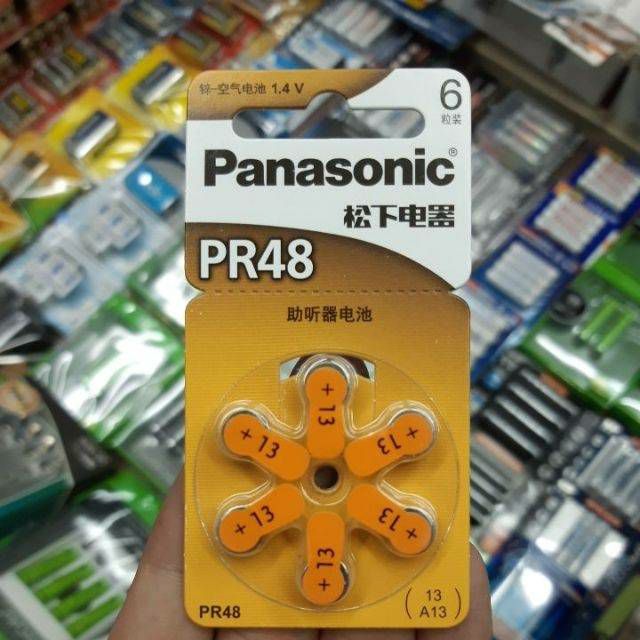 锌-空气电池 1.4 V
6
粒装
Panasonic®
松下电器
PR48
助听器电池
+ 13
+ 13
+ 13
+ 13
+ 13
+ 13
PR48
( 13
A13 )